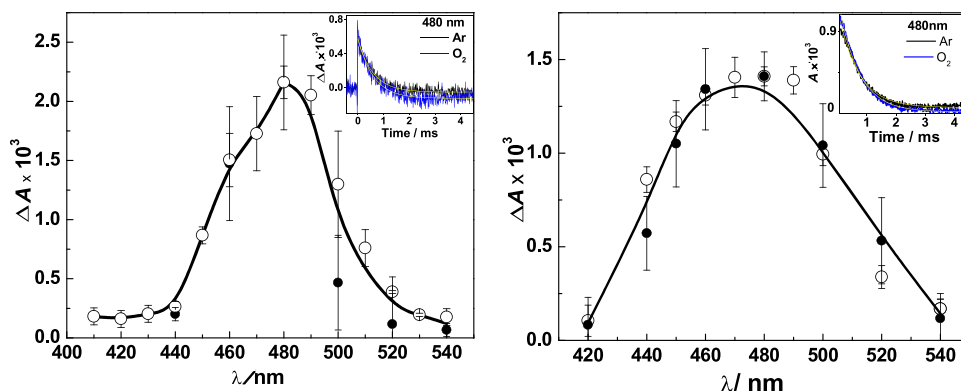 2.5
2.0
1.5
1.0
0.5
0.0
ΔA × 10³
400 420 440 460 480 500 520 540
λ/nm
480 nm
Ar
O₂
0.8
0.4
0.0
ΔA × 10³
0 1 2 3 4
Time / ms
1.5
1.0
0.5
0.0
ΔA × 10³
420 440 460 480 500 520 540
λ/ nm
480nm
Ar
O₂
0.9
0
A × 10³
0 1 2 3 4
Time / ms